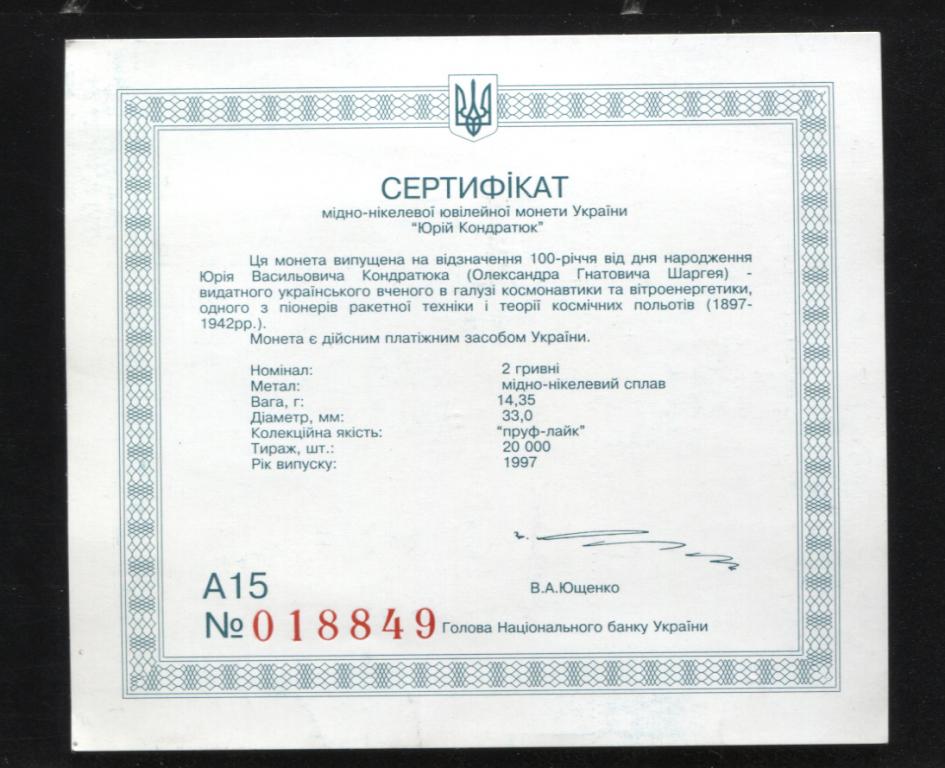 СЕРТИФІКАТ
мідно-нікелевої ювілейної монети України
“Юрій Кондратюк”
Ця монета випущена на відзначення 100-річчя від дня народження
Юрія Васильовича Кондратюка (Олександра Гнатовича Шаргея) -
видатного українського вченого в галузі космонавтики та вітроенергетики,
одного з піонерів ракетної техніки і теорії космічних польотів (1897-
1942рр.).
Монета є дійсним платіжним засобом України.
Номінал: 2 гривні
Метал: мідно-нікелевий сплав
Вага, г: 14,35
Діаметр, мм: 33,0
Колекційна якість: “пруф-лайк”
Тираж, шт.: 20 000
Рік випуску: 1997
А15
В.А.Ющенко
№ 018849 Голова Національного банку України